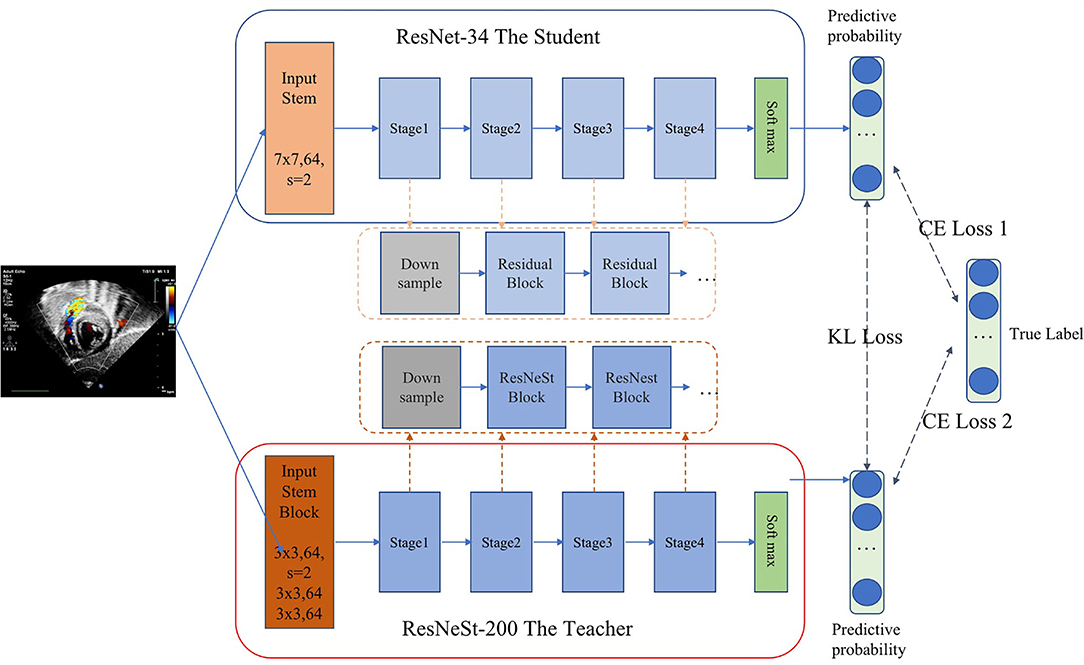 ResNet-34 The Student
Input
Stem
7x7,64,
s=2
Stage1
Stage2
Stage3
Stage4
Soft max
Predictive
probability
...
Down
sample
Residual
Block
Residual
Block
...
CE Loss 1
KL Loss
...
True Label
CE Loss 2
Adult Echo
Down
sample
ResNeSt
Block
ResNest
Block
...
Input
Stem
Block
3x3,64,
s=2
3x3,64
3x3,64
Stage1
Stage2
Stage3
Stage4
Soft max
ResNeSt-200 The Teacher
...
Predictive
probability